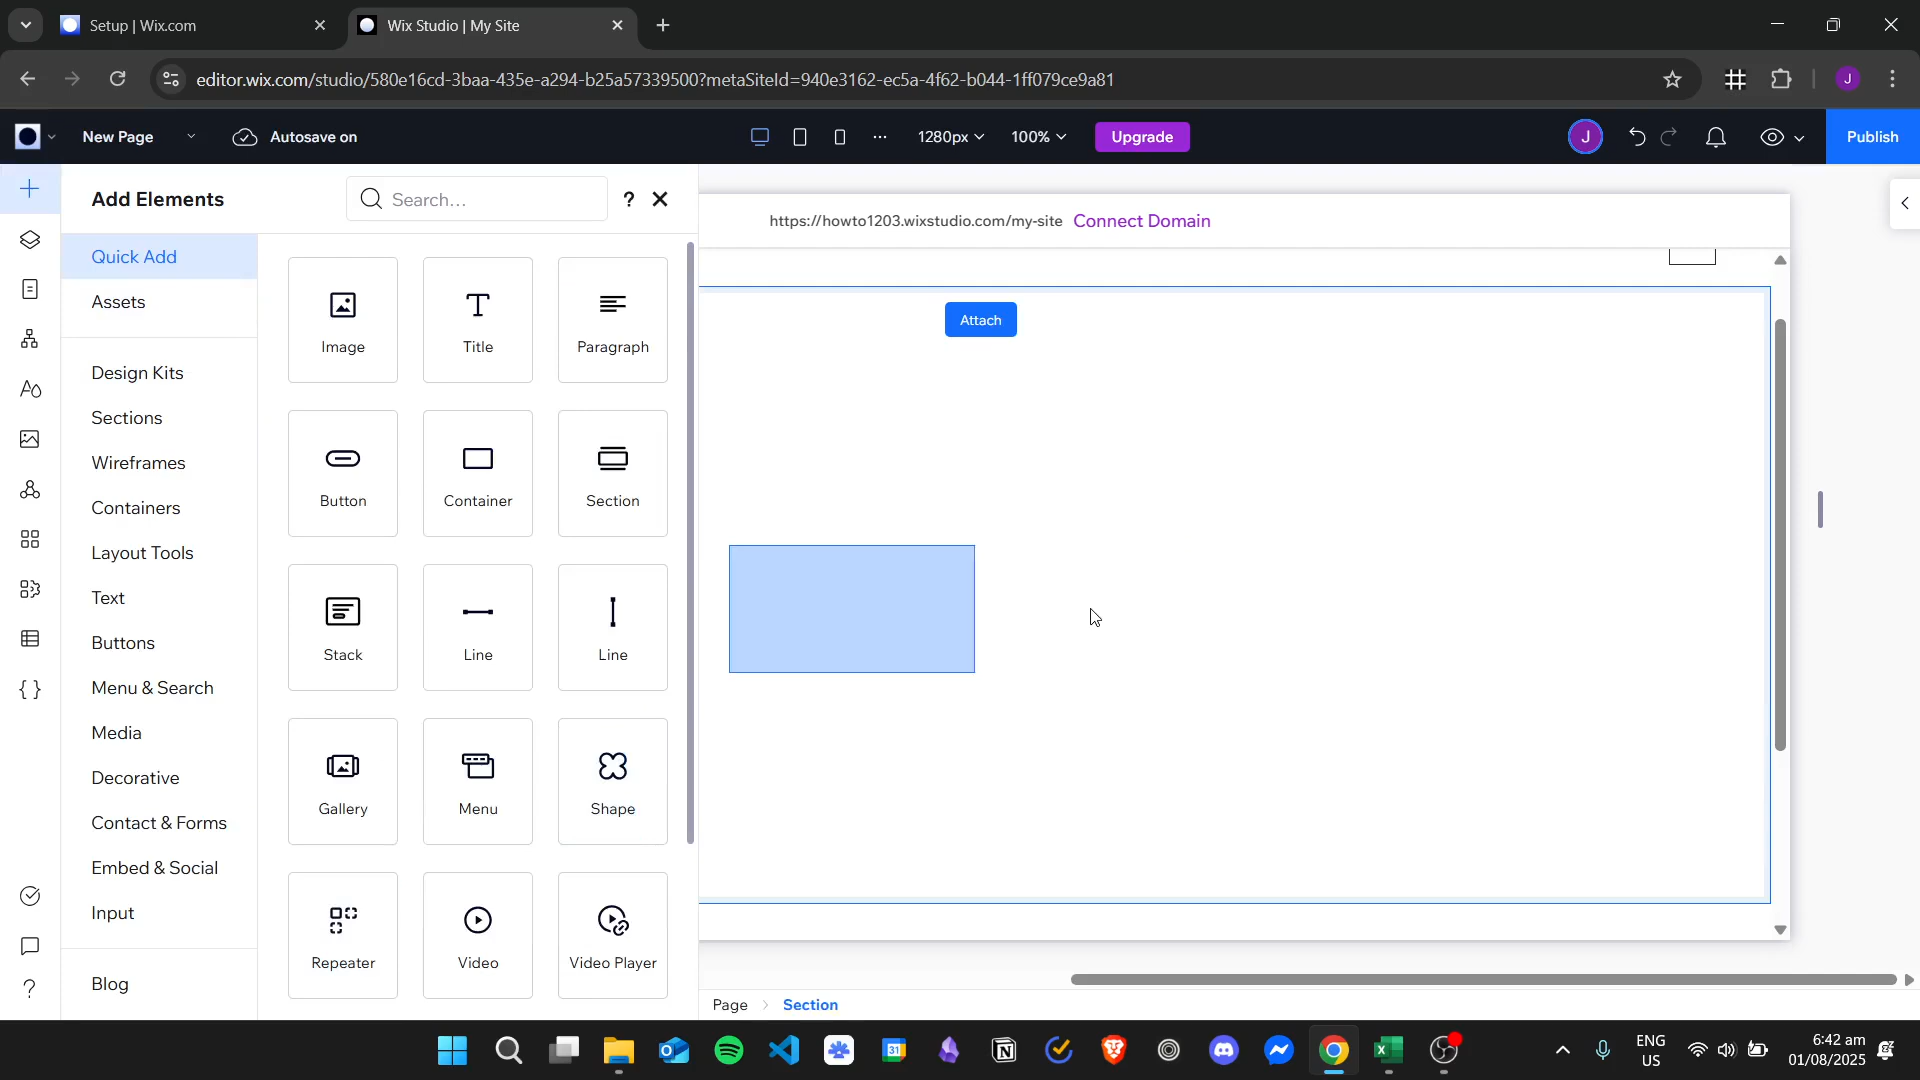 Setup | Wix.com
Wix Studio | My Site
editor.wix.com/studio/580e16cd-3baa-435e-a294-b25a57339500?metaSiteId=940e3162-ec5a-4f62-b044-1ff079ce9a81
J
New Page
Autosave on
1280px
100%
Upgrade
J
Publish
Add Elements
Search...
?
https://howto1203.wixstudio.com/my-site
Connect Domain
Quick Add
Assets
Design Kits
Sections
Wireframes
Containers
Layout Tools
Text
Buttons
Menu & Search
Media
Decorative
Contact & Forms
Embed & Social
Input
Blog
Image
Title
Paragraph
Button
Container
Section
Stack
Line
Line
Gallery
Menu
Shape
Repeater
Video
Video Player
Attach
Page
Section
31
ENG
US
6:42 am
01/08/2025